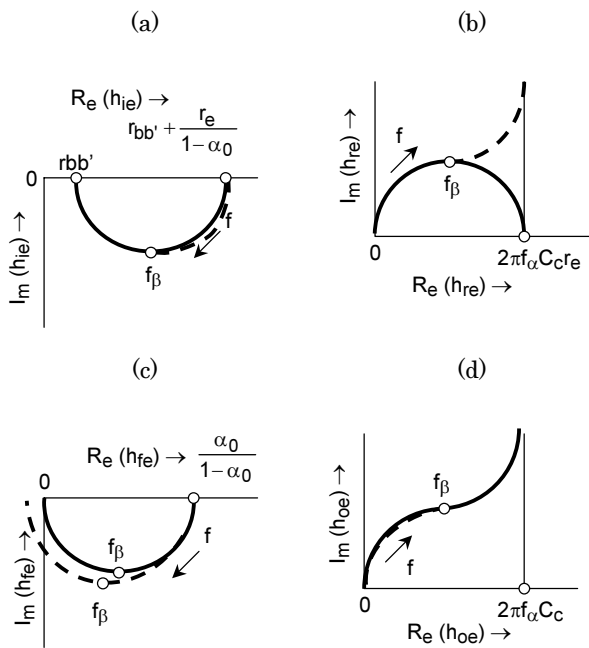 (a)
Re (hie) →
rbb' + re / 1 − α0
0
rbb'
f
fβ
Im (hie) →
(b)
Im (hre) →
f
fβ
0
2πfαCcre
Re (hre) →
(c)
Re (hfe) → α0 / 1 − α0
0
f
fβ
fβ
Im (hfe) →
(d)
Im (hoe) →
fβ
f
0
2πfαCc
Re (hoe) →